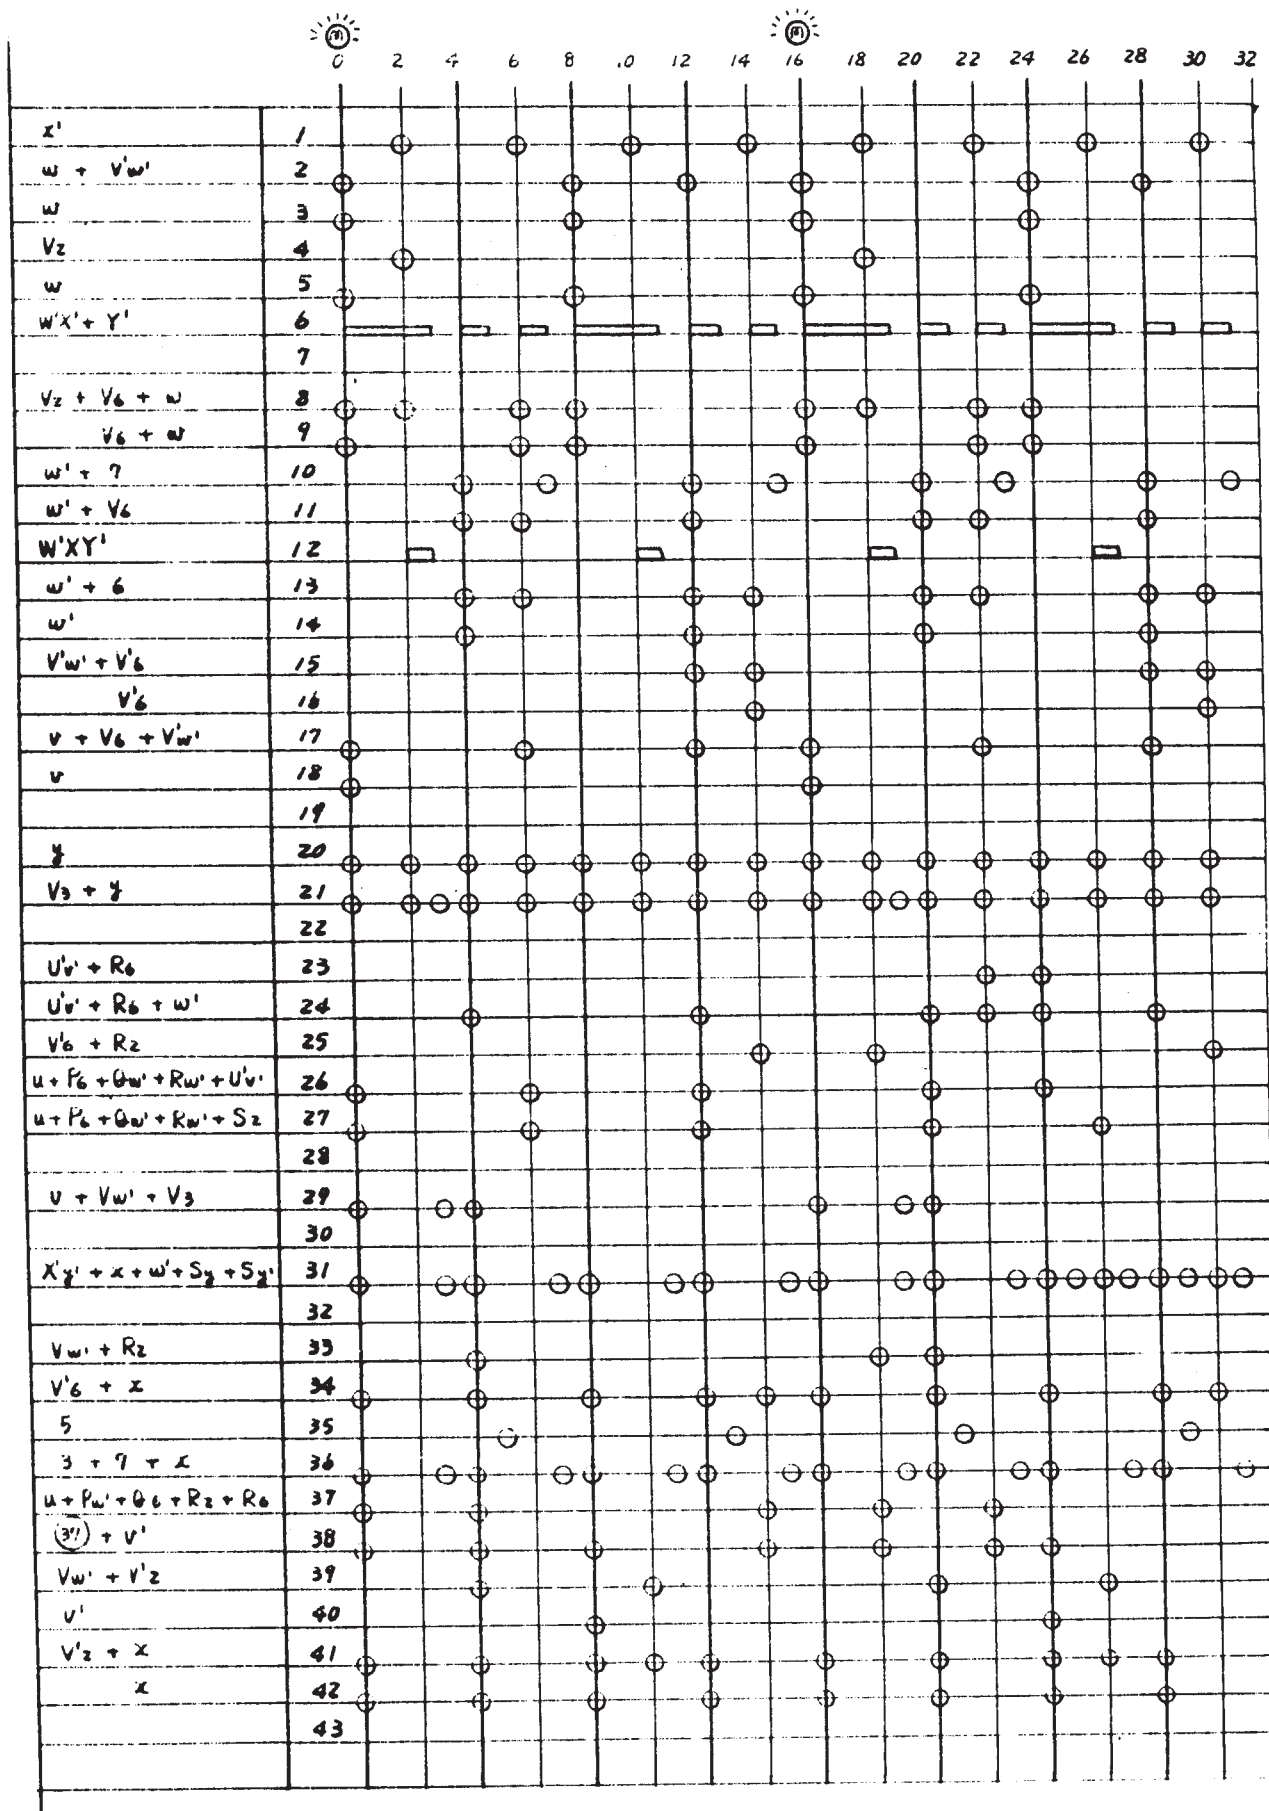 m m
0 2 4 6 8 10 12 14 16 18 20 22 24 26 28 30 32
x' 1
w + V'w' 2
w 3
Vz 4
w 5
W'X' + Y' 6
7
Vz + V6 + w 8
V6 + w 9
w' + 7 10
w' + V6 11
W'XY' 12
w' + 6 13
w' 14
V'w' + V'6 15
V'6 16
v + V6 + V'w' 17
v 18
19
y 20
V3 + y 21
22
U'v' + R6 23
U'v' + R6 + w' 24
V'6 + R2 25
u + P6 + Qw' + Rw' + U'v' 26
u + P6 + Qw' + Rw' + S2 27
28
u + Vw' + V3 29
30
X'y' + x + w' + Sy + Sy' 31
32
Vw' + R2 33
V'6 + x 34
5 35
3 + 7 + x 36
u + Pw' + Q6 + R2 + R6 37
(37) + v' 38
Vw' + V'2 39
v' 40
V'2 + x 41
x 42
43